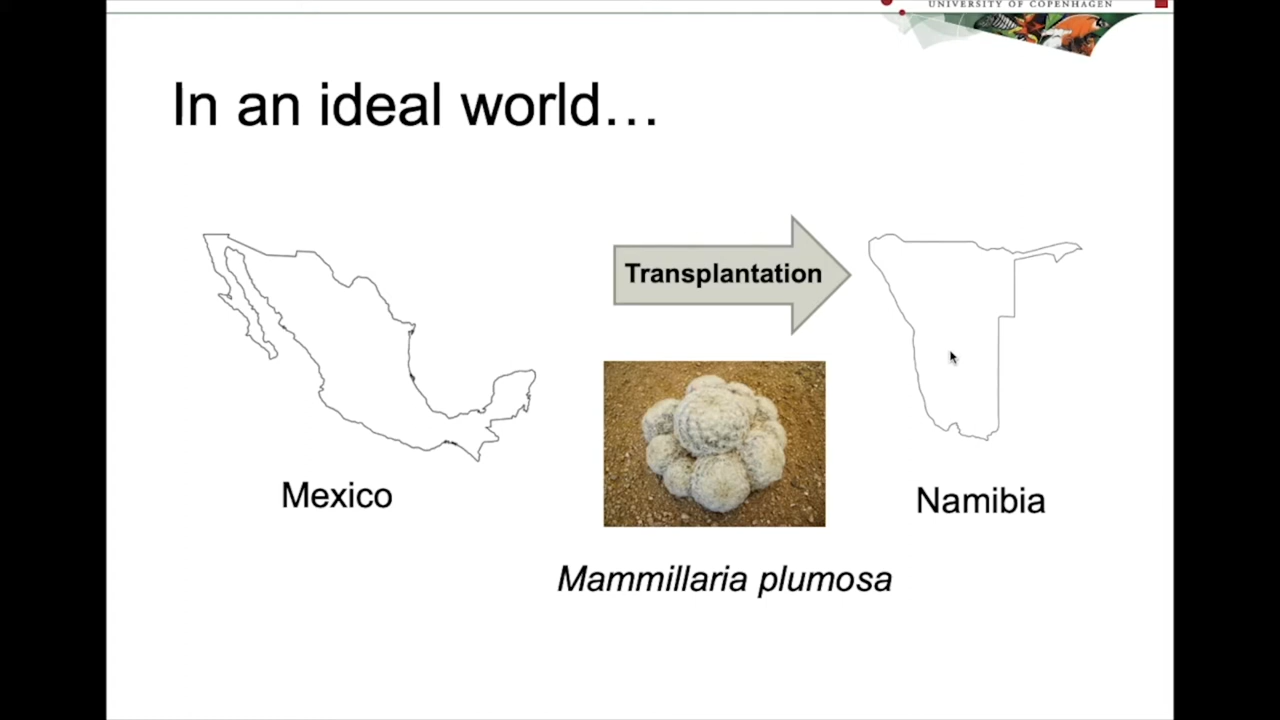 UNIVERSITY OF COPENHAGEN
In an ideal world…
Transplantation
Mexico
Namibia
Mammillaria plumosa